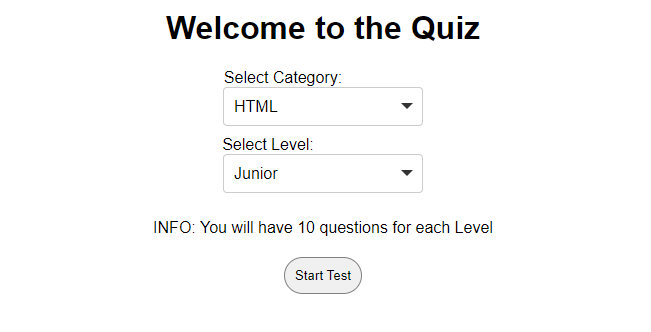 Welcome to the Quiz
Select Category:
HTML
Select Level:
Junior
INFO: You will have 10 questions for each Level
Start Test